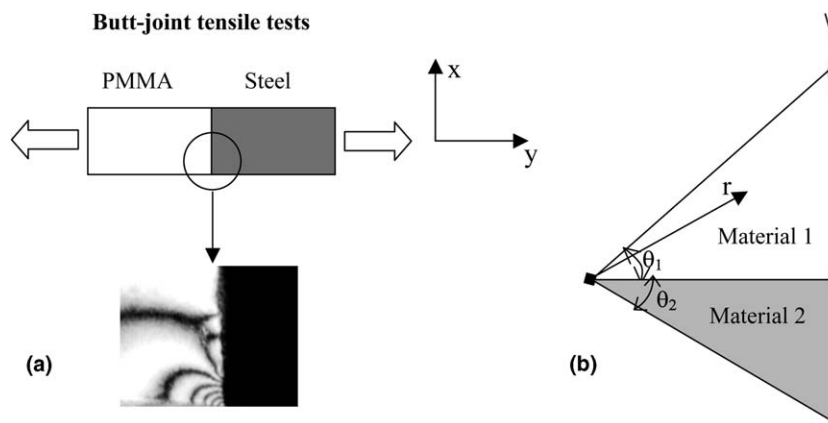 Butt-joint tensile tests
PMMA Steel
x
y
(a)
r
Material 1
θ1
θ2
Material 2
(b)